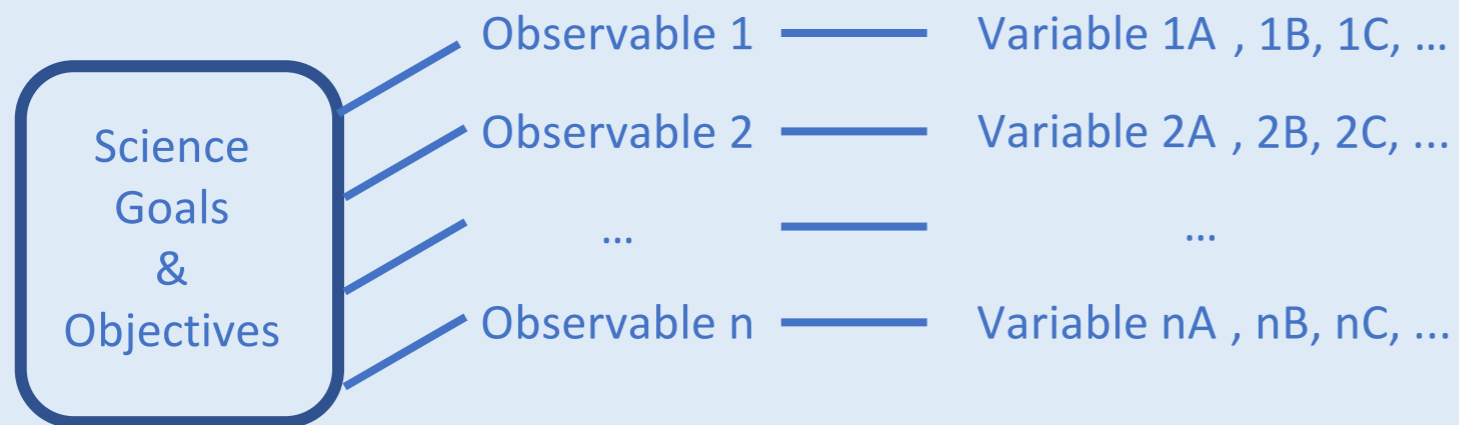 Science
Goals
&
Objectives
Observable 1 Variable 1A , 1B, 1C, ...
Observable 2 Variable 2A , 2B, 2C, ...
... ...
Observable n Variable nA , nB, nC, ...